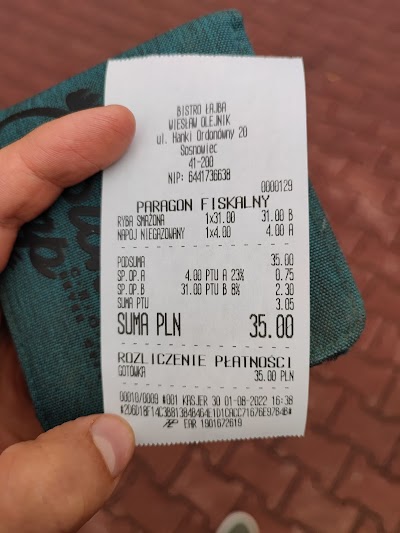 BISTRO ŁAJBA
WIESŁAW OLEJNIK
ul. Hanki Ordonówny 20
Sosnowiec
41-200
NIP: 6441736638
0000129
PARAGON FISKALNY
RYBA SMAŻONA 1x31.00 31.00 B
NAPÓJ NIEGAZOWANY 1x4.00 4.00 A
PODSUMA 35.00
SP.OP.A 4.00 PTU A 23% 0.75
SP.OP.B 31.00 PTU B 8% 2.30
SUMA PTU 3.05
SUMA PLN 35.00
ROZLICZENIE PŁATNOŚCI
GOTÓWKA 35.00 PLN
00010/0009 #001 KASJER 30 01-08-2022 16:38
EAR 1901672619